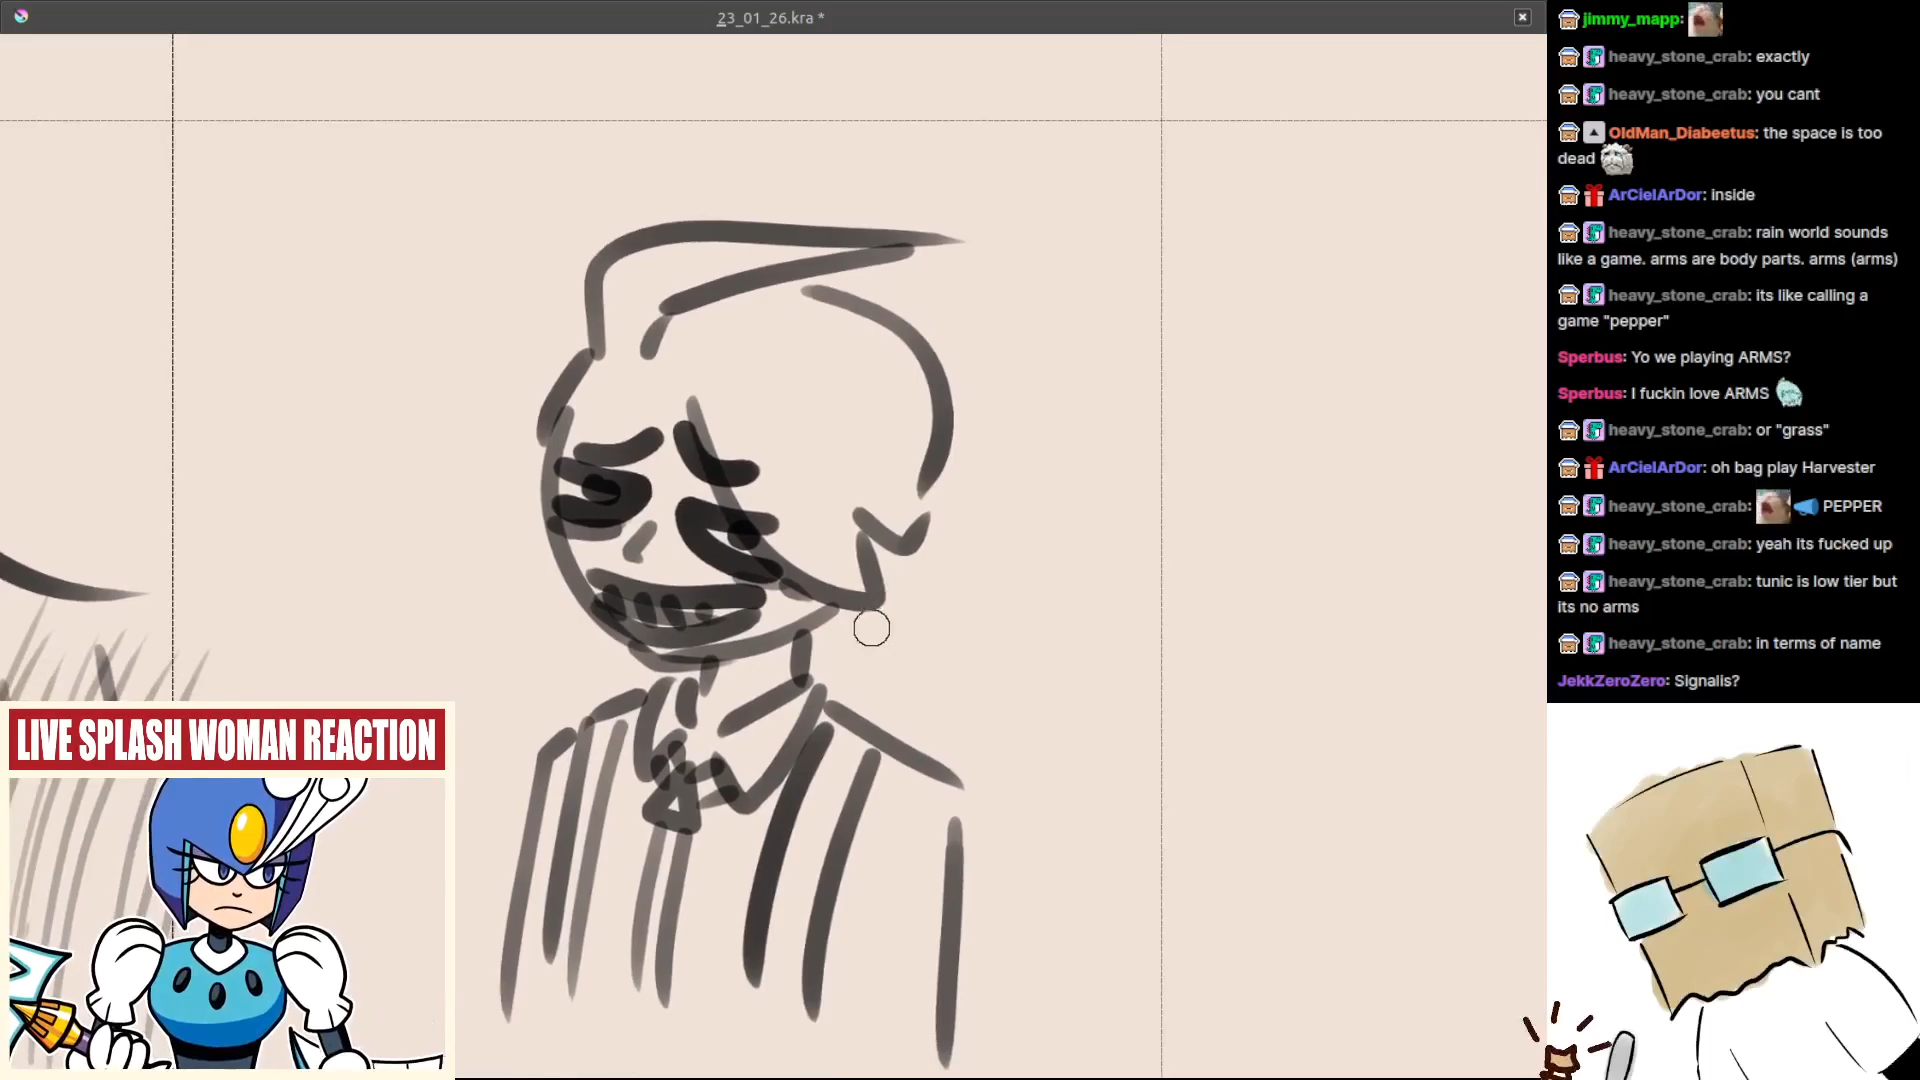 23_01_26.kra *
jimmy_mapp:
heavy_stone_crab: exactly
heavy_stone_crab: you cant
OldMan_Diabeetus: the space is too
dead
ArCielArDor: inside
heavy_stone_crab: rain world sounds
like a game. arms are body parts. arms (arms)
heavy_stone_crab: its like calling a
game "pepper"
Sperbus: Yo we playing ARMS?
Sperbus: I fuckin love ARMS
heavy_stone_crab: or "grass"
ArCielArDor: oh bag play Harvester
heavy_stone_crab: PEPPER
heavy_stone_crab: yeah its fucked up
heavy_stone_crab: tunic is low tier but
its no arms
heavy_stone_crab: in terms of name
JekkZeroZero: Signalis?
LIVE SPLASH WOMAN REACTION